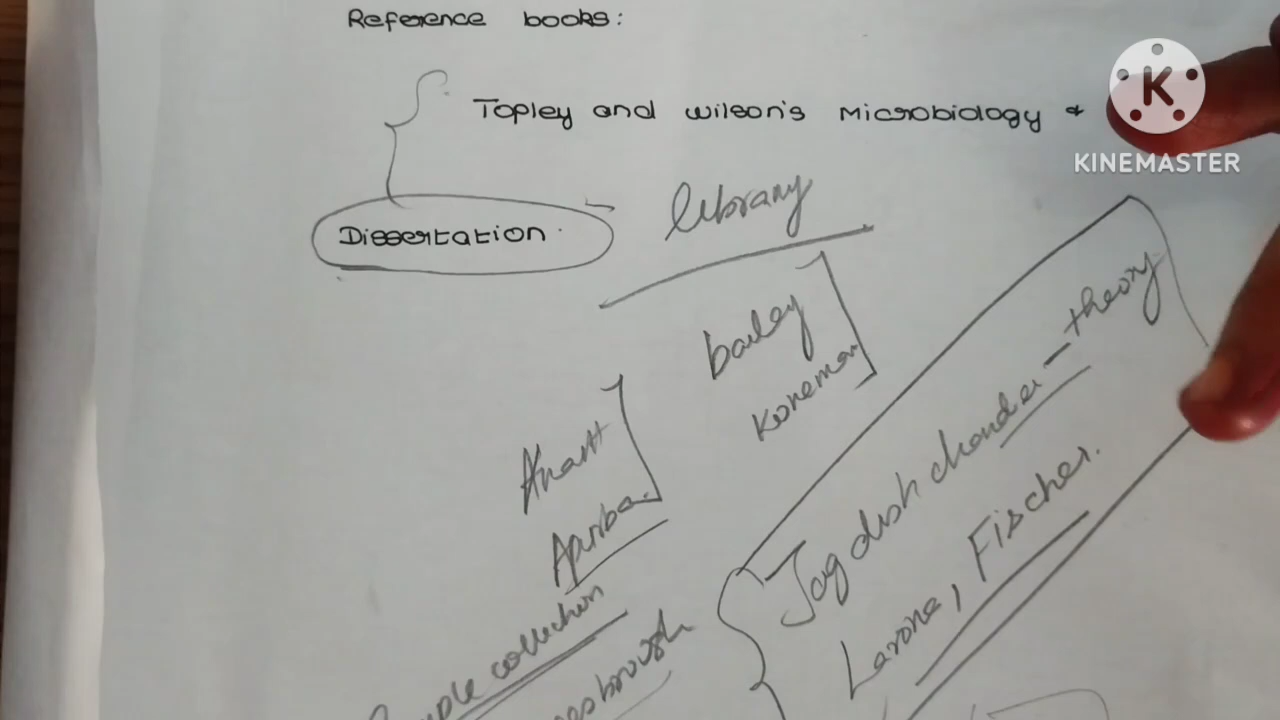 Reference books:
Topley and Wilson's Microbiology &
Dissertation.
library
bailey
Koneman
Anant
Apurba
sample collection
Jagdish chander - theory
Larone, Fischer.
KINEMASTER